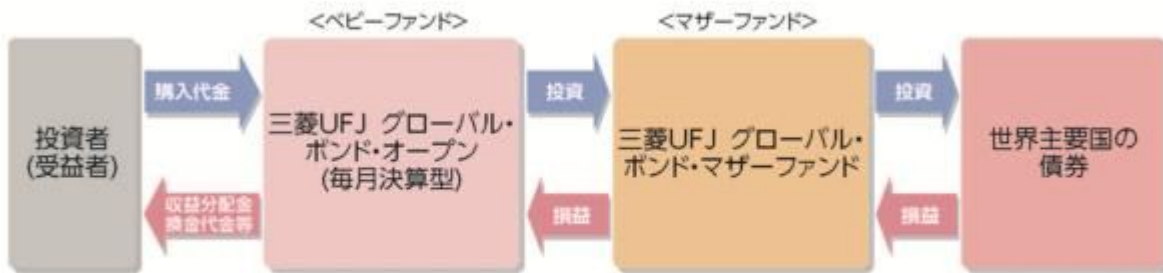 <ベビーファンド>
<マザーファンド>
投資者
(受益者)
購入代金
収益分配金
換金代金等
三菱UFJ グローバル・
ボンド・オープン
(毎月決算型)
投資
損益
三菱UFJ グローバル・
ボンド・マザーファンド
投資
損益
世界主要国の
債券